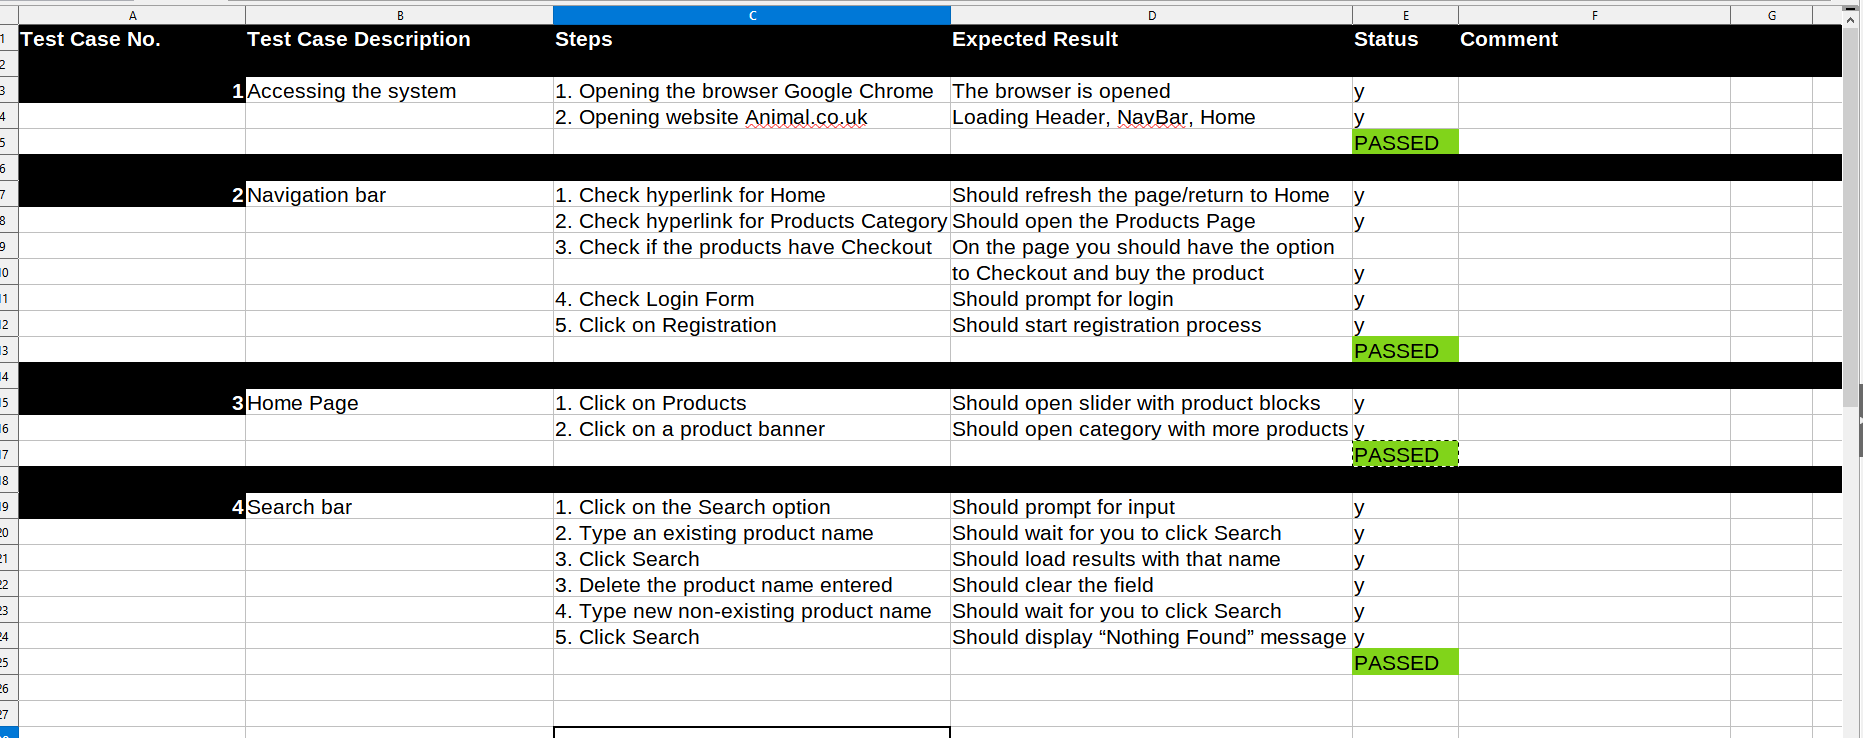 A B C D E F G
1 Test Case No. Test Case Description Steps Expected Result Status Comment
2
3 1 Accessing the system 1. Opening the browser Google Chrome The browser is opened y
4 2. Opening website Animal.co.uk Loading Header, NavBar, Home y
5 PASSED
6
7 2 Navigation bar 1. Check hyperlink for Home Should refresh the page/return to Home y
8 2. Check hyperlink for Products Category Should open the Products Page y
9 3. Check if the products have Checkout On the page you should have the option
10 to Checkout and buy the product y
11 4. Check Login Form Should prompt for login y
12 5. Click on Registration Should start registration process y
13 PASSED
14
15 3 Home Page 1. Click on Products Should open slider with product blocks y
16 2. Click on a product banner Should open category with more products y
17 PASSED
18
19 4 Search bar 1. Click on the Search option Should prompt for input y
20 2. Type an existing product name Should wait for you to click Search y
21 3. Click Search Should load results with that name y
22 3. Delete the product name entered Should clear the field y
23 4. Type new non-existing product name Should wait for you to click Search y
24 5. Click Search Should display “Nothing Found” message y
25 PASSED
26
27